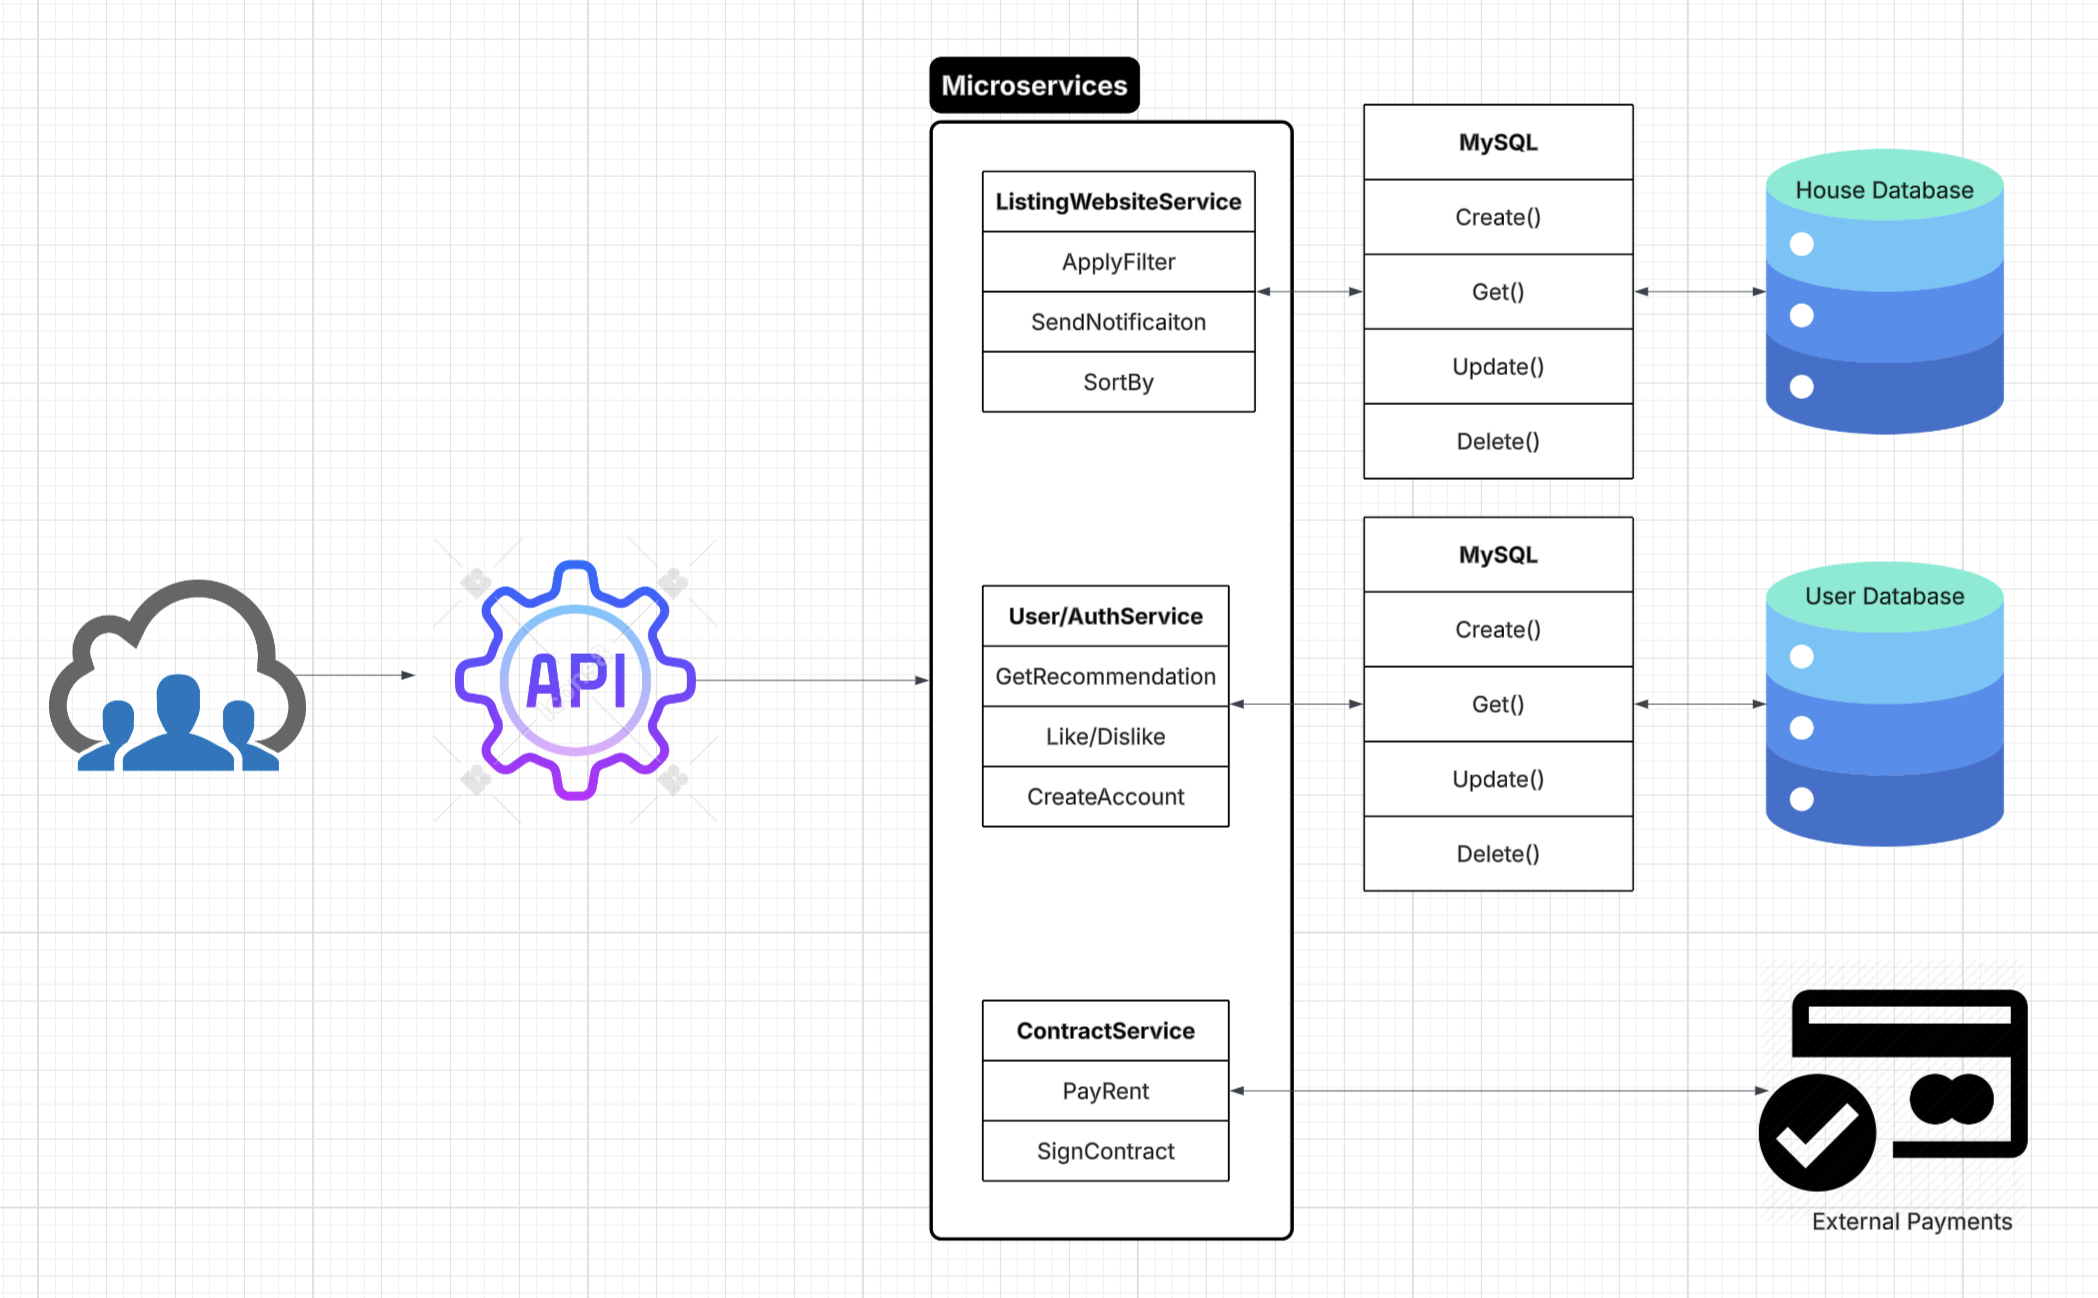 Microservices
ListingWebsiteService
ApplyFilter
SendNotificaiton
SortBy
MySQL
Create()
Get()
Update()
Delete()
House Database
API
User/AuthService
GetRecommendation
Like/Dislike
CreateAccount
MySQL
Create()
Get()
Update()
Delete()
User Database
ContractService
PayRent
SignContract
External Payments